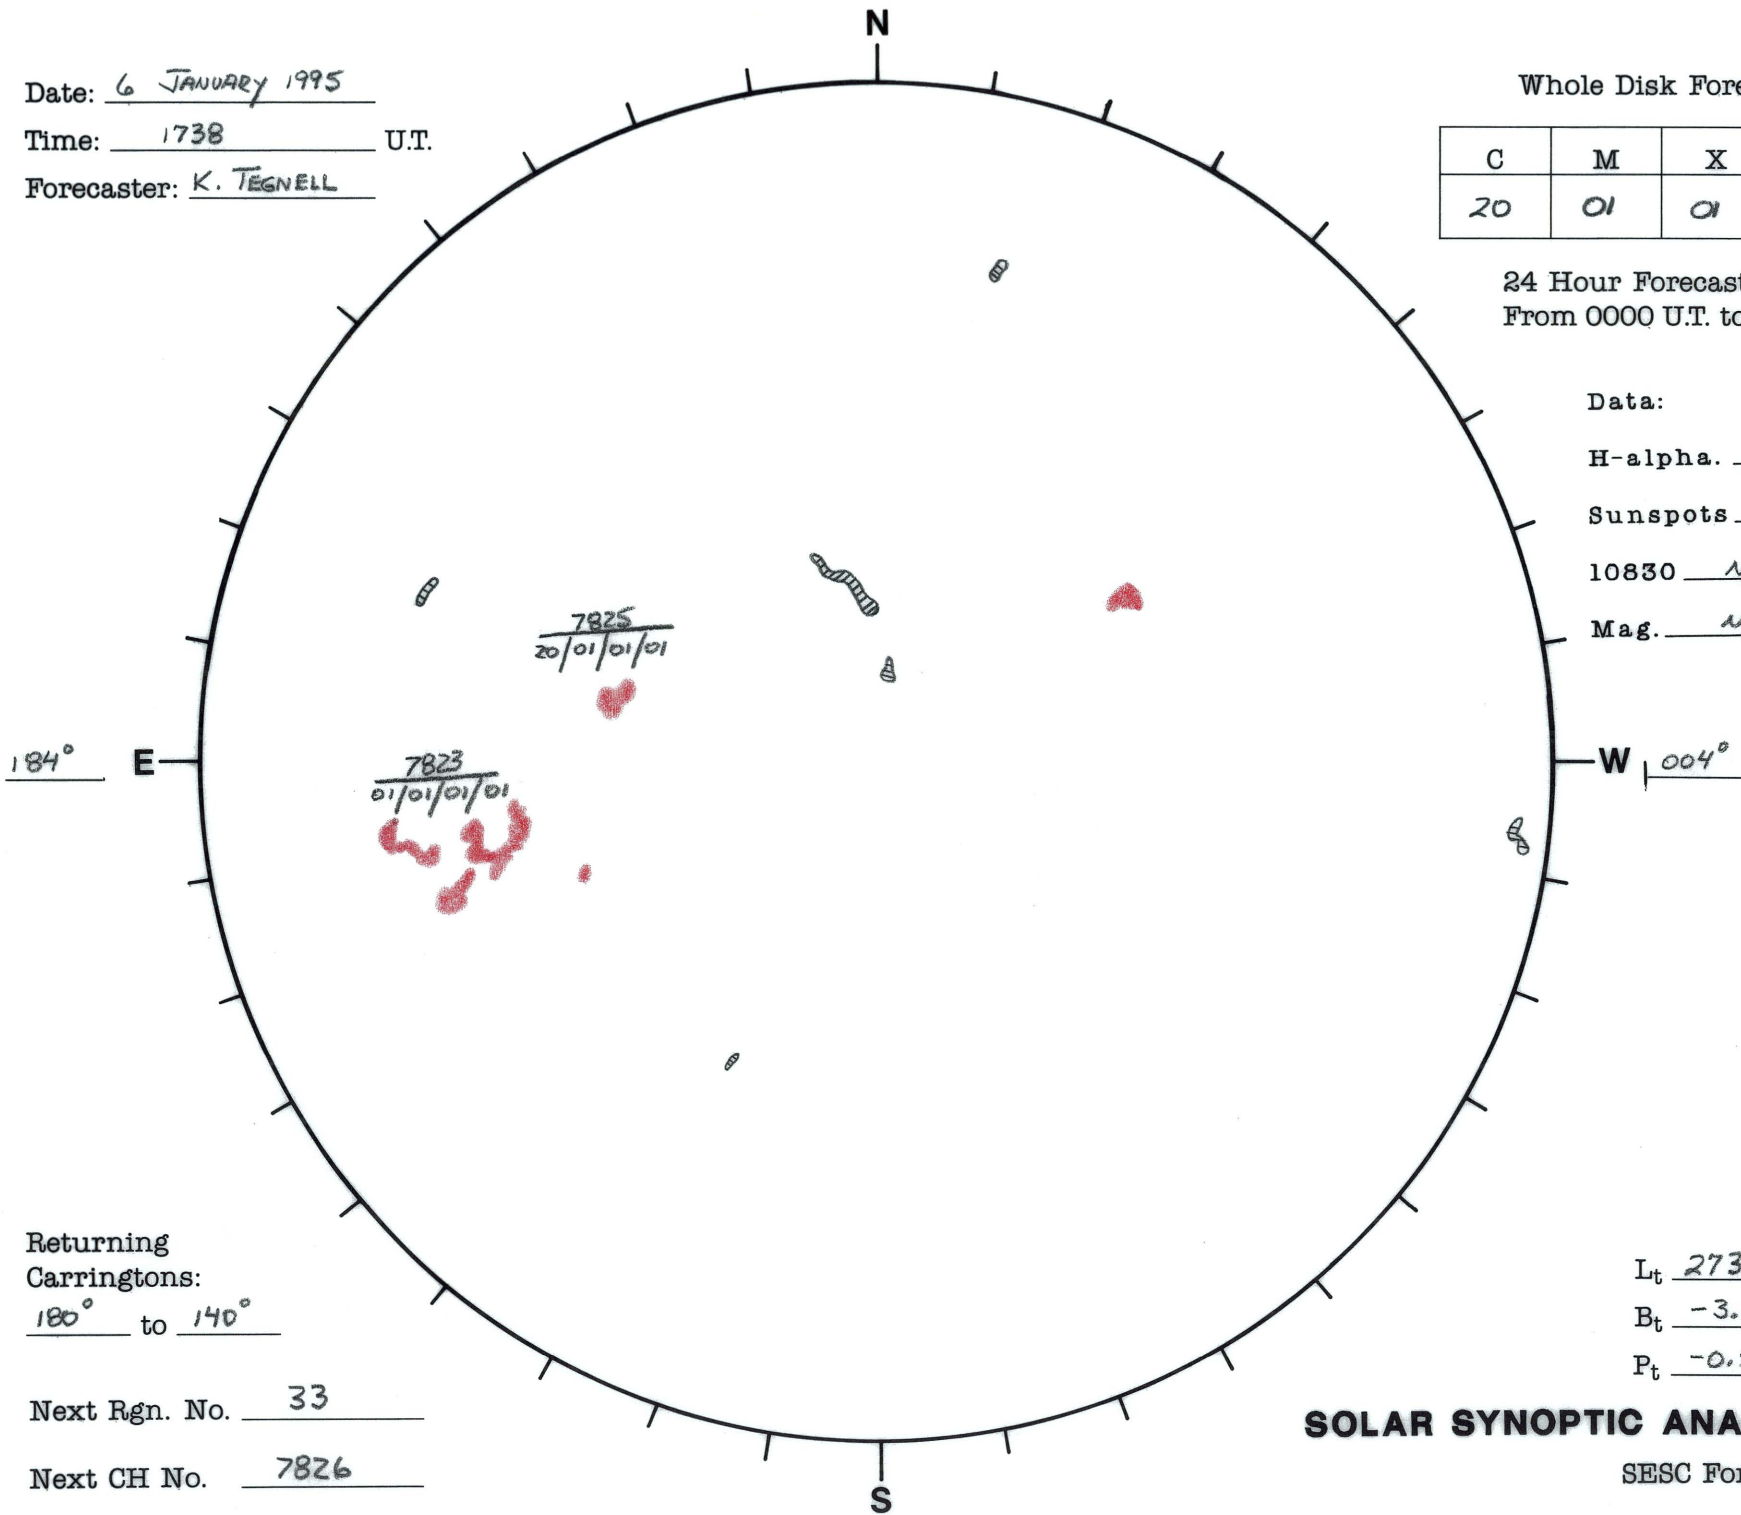 N
Date: 6 JANUARY 1995
Time: 1738 U.T.
Forecaster: K. TEGNELL
Whole Disk Fore
C M X
20 01 01
24 Hour Forecast
From 0000 U.T. to
Data:
H-alpha.
Sunspots
10830
Mag.
7825
20/01/01/01
184° E
7823
01/01/01/01
W 004°
Returning
Carringtons:
180° to 140°
Next Rgn. No. 33
Next CH No. 7826
S
Lt 273
Bt -3.
Pt -0.
SOLAR SYNOPTIC ANA
SESC For